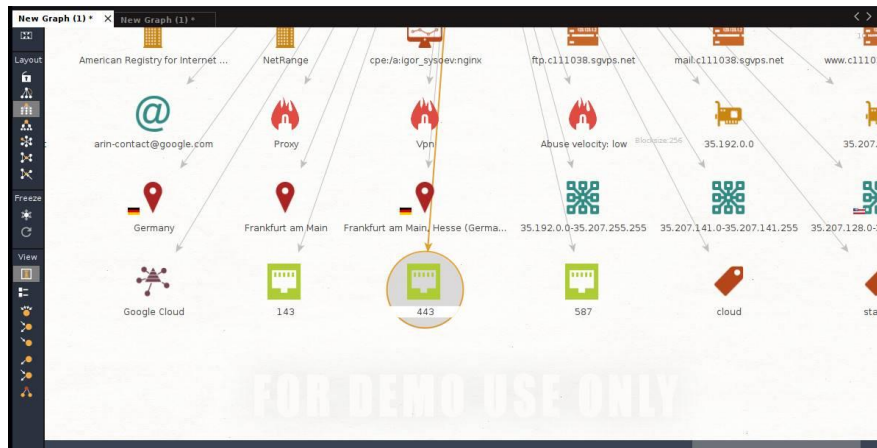 New Graph (1) * X New Graph (1) *
Layout
American Registry for Internet ... NetRange cpe:/a:igor_sysoev:nginx ftp.c111038.sgvps.net mail.c111038.sgvps.net www.c1110
arin-contact@google.com Proxy Vpn Abuse velocity: low Blocksize:256 35.192.0.0 35.207.
Freeze
Germany Frankfurt am Main Frankfurt am Main, Hesse (Germa... 35.192.0.0-35.207.255.255 35.207.141.0-35.207.141.255 35.207.128.0-
View
Google Cloud 143 443 587 cloud sta
FOR DEMO USE ONLY